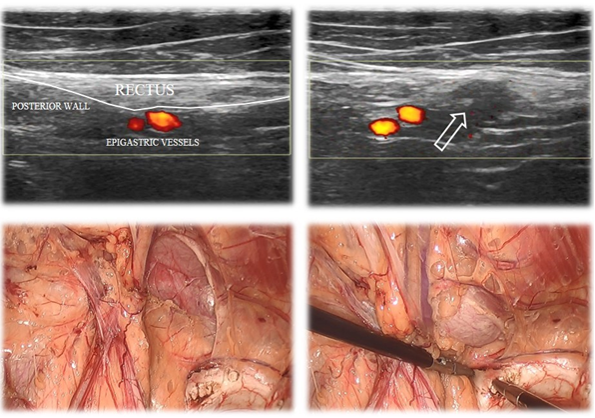 RECTUS
POSTERIOR WALL
EPIGASTRIC VESSELS